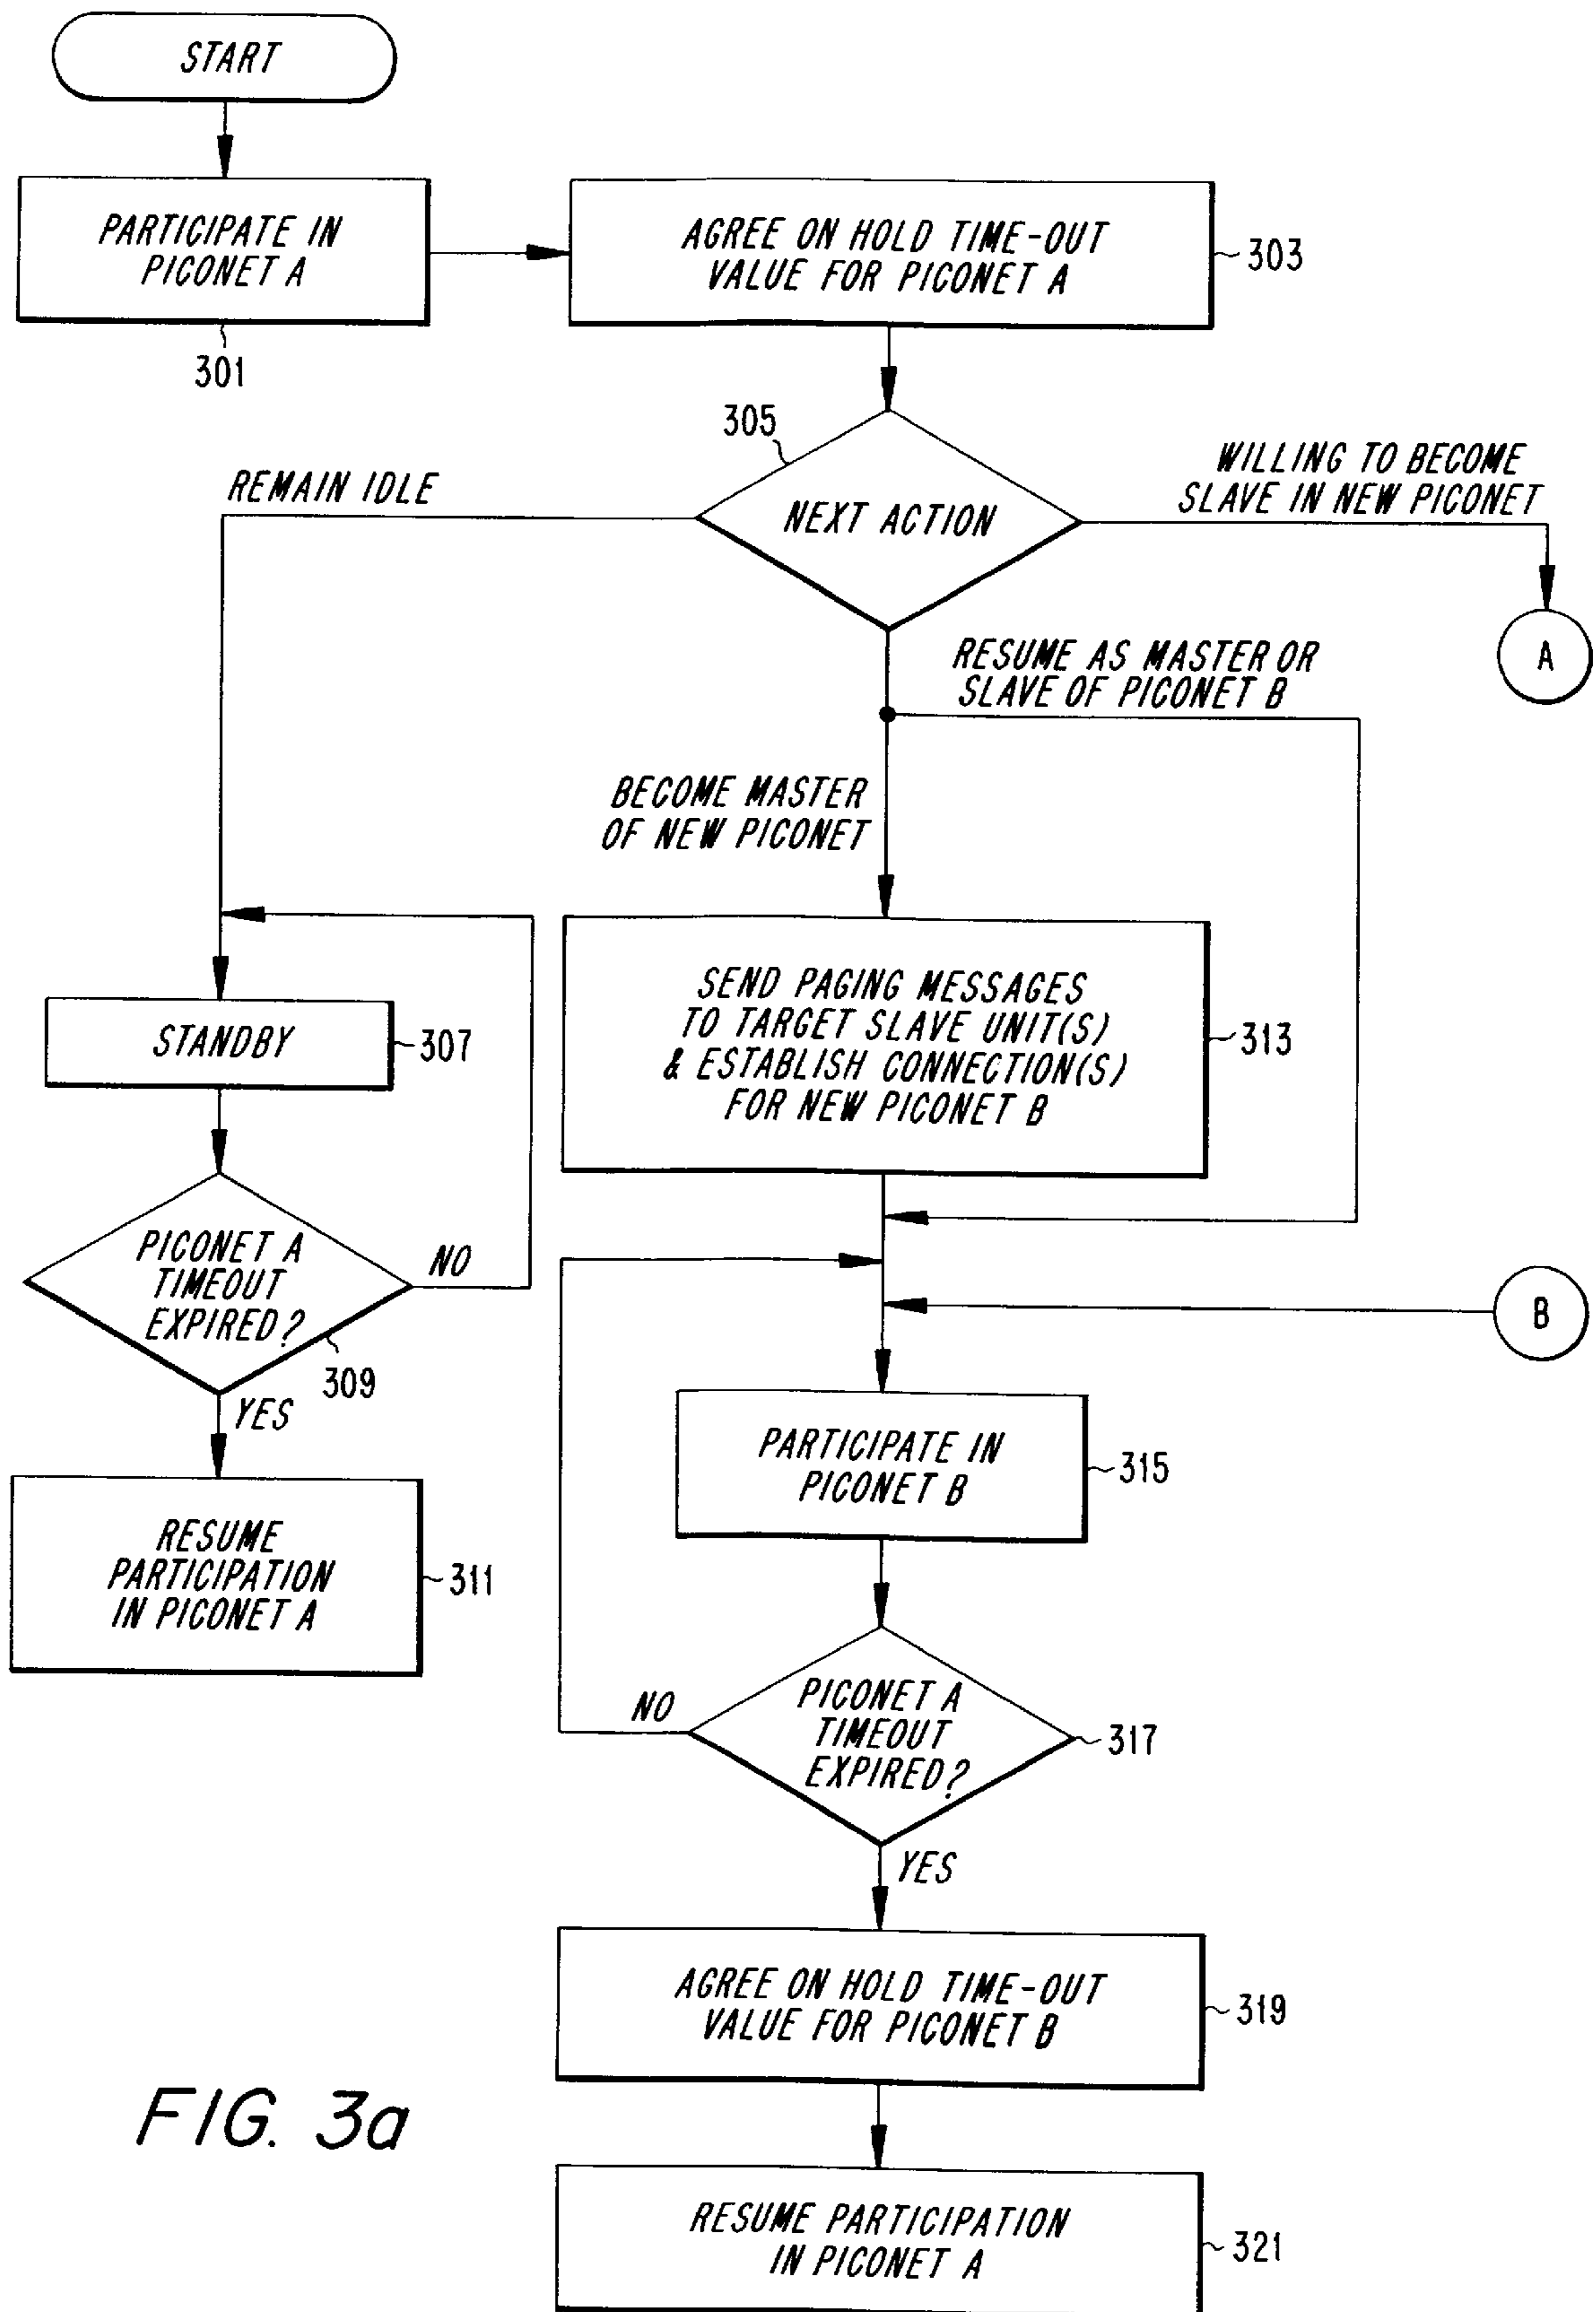 START
PARTICIPATE IN
PICONET A
301
AGREE ON HOLD TIME-OUT
VALUE FOR PICONET A
303
305
NEXT ACTION
REMAIN IDLE
WILLING TO BECOME
SLAVE IN NEW PICONET
A
RESUME AS MASTER OR
SLAVE OF PICONET B
BECOME MASTER
OF NEW PICONET
STANDBY
307
SEND PAGING MESSAGES
TO TARGET SLAVE UNIT(S)
& ESTABLISH CONNECTION(S)
FOR NEW PICONET B
313
PICONET A
TIMEOUT
EXPIRED?
NO
309
YES
B
RESUME
PARTICIPATION
IN PICONET A
311
PARTICIPATE IN
PICONET B
315
PICONET A
TIMEOUT
EXPIRED?
NO
317
YES
AGREE ON HOLD TIME-OUT
VALUE FOR PICONET B
319
RESUME PARTICIPATION
IN PICONET A
321
FIG. 3a